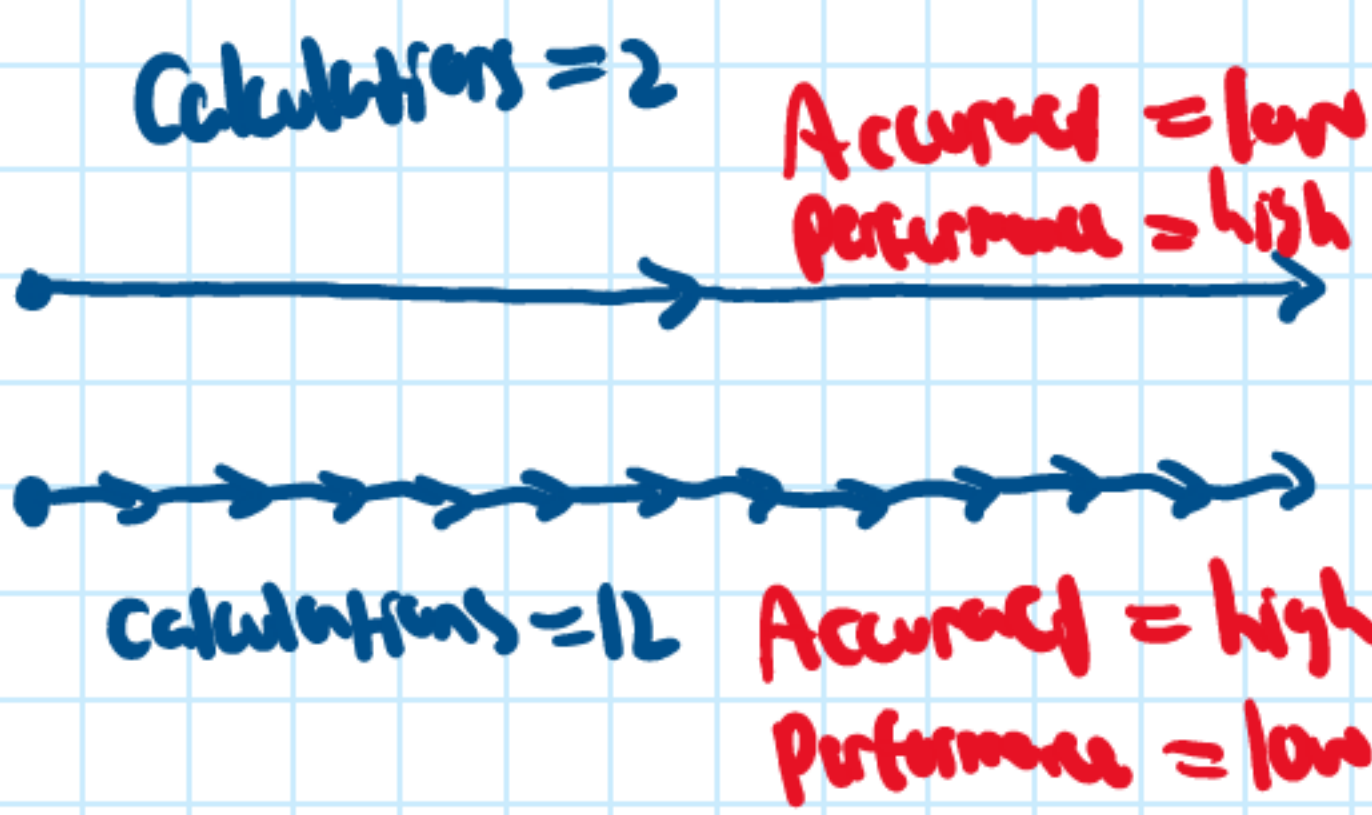 Calculations = 2
Accuracy = low
performance = high
calculations = 12
Accuracy = high
Performance = low